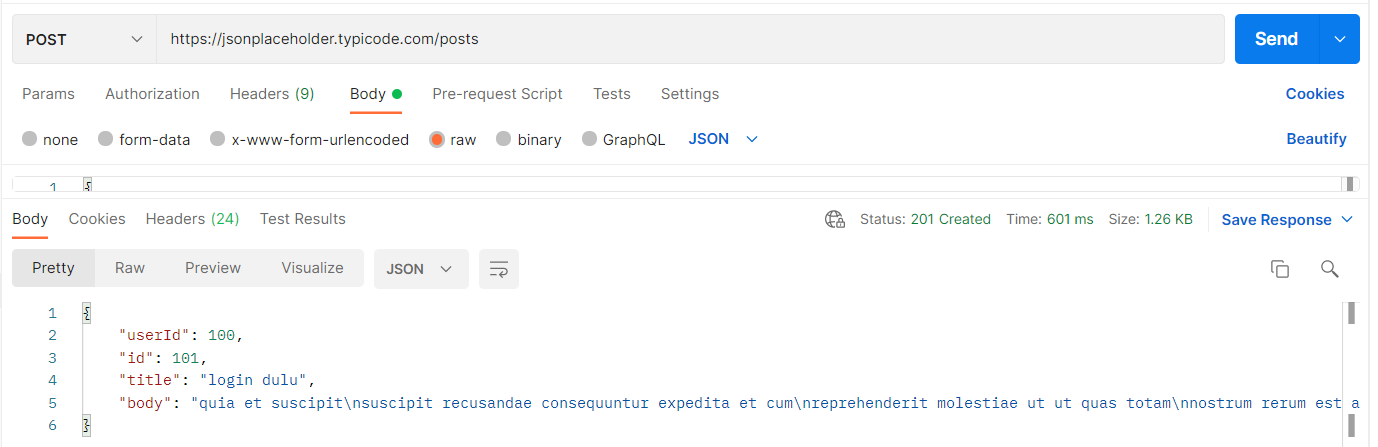 POST https://jsonplaceholder.typicode.com/posts Send
Params Authorization Headers (9) Body Pre-request Script Tests Settings Cookies
none form-data x-www-form-urlencoded raw binary GraphQL JSON Beautify
1 {
Body Cookies Headers (24) Test Results Status: 201 Created Time: 601 ms Size: 1.26 KB Save Response
Pretty Raw Preview Visualize JSON
1 {
2 "userId": 100,
3 "id": 101,
4 "title": "login dulu",
5 "body": "quia et suscipit\nsuscipit recusandae consequuntur expedita et cum\nreprehenderit molestiae ut ut quas totam\nnostrum rerum est a
6 }